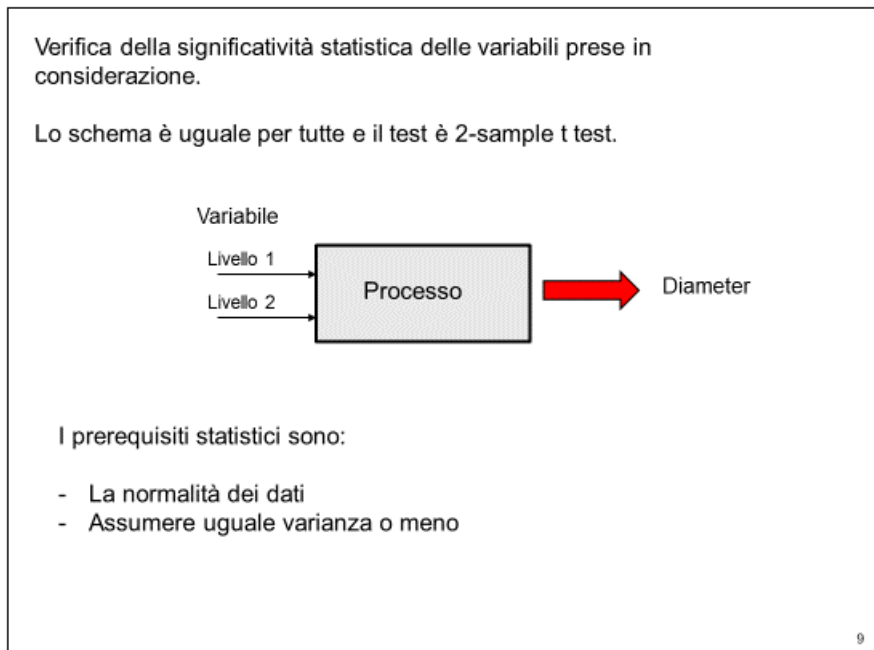 Verifica della significatività statistica delle variabili prese in
considerazione.
Lo schema è uguale per tutte e il test è 2-sample t test.
Variabile
Livello 1
Livello 2
Processo
Diameter
I prerequisiti statistici sono:
- La normalità dei dati
- Assumere uguale varianza o meno
9